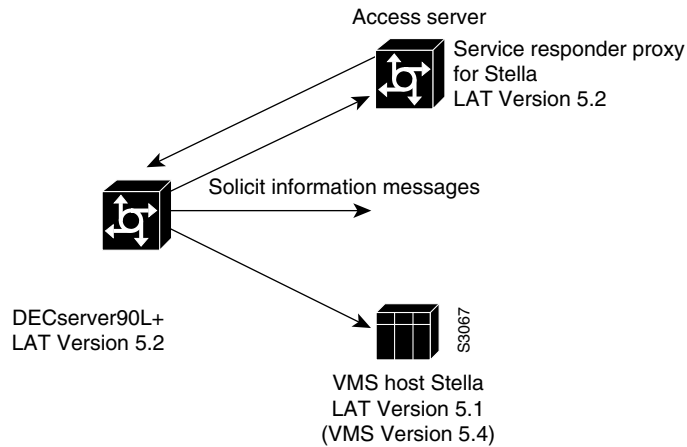 Access server
Service responder proxy
for Stella
LAT Version 5.2
Solicit information messages
DECserver90L+
LAT Version 5.2
S3067
VMS host Stella
LAT Version 5.1
(VMS Version 5.4)